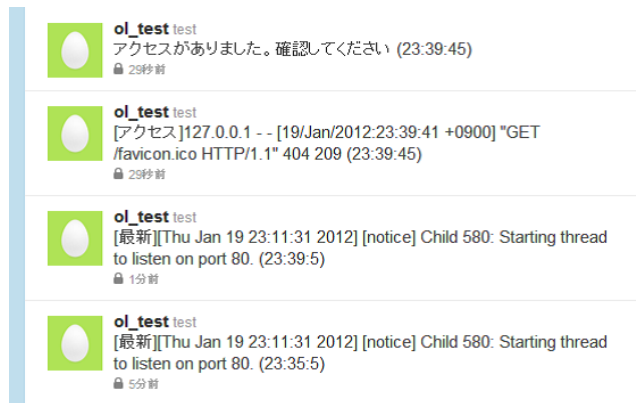 ol_test test
アクセスがありました。確認してください (23:39:45)
29秒前
ol_test test
[アクセス]127.0.0.1 - - [19/Jan/2012:23:39:41 +0900] "GET
/favicon.ico HTTP/1.1" 404 209 (23:39:45)
29秒前
ol_test test
[最新][Thu Jan 19 23:11:31 2012] [notice] Child 580: Starting thread
to listen on port 80. (23:39:5)
1分前
ol_test test
[最新][Thu Jan 19 23:11:31 2012] [notice] Child 580: Starting thread
to listen on port 80. (23:35:5)
5分前